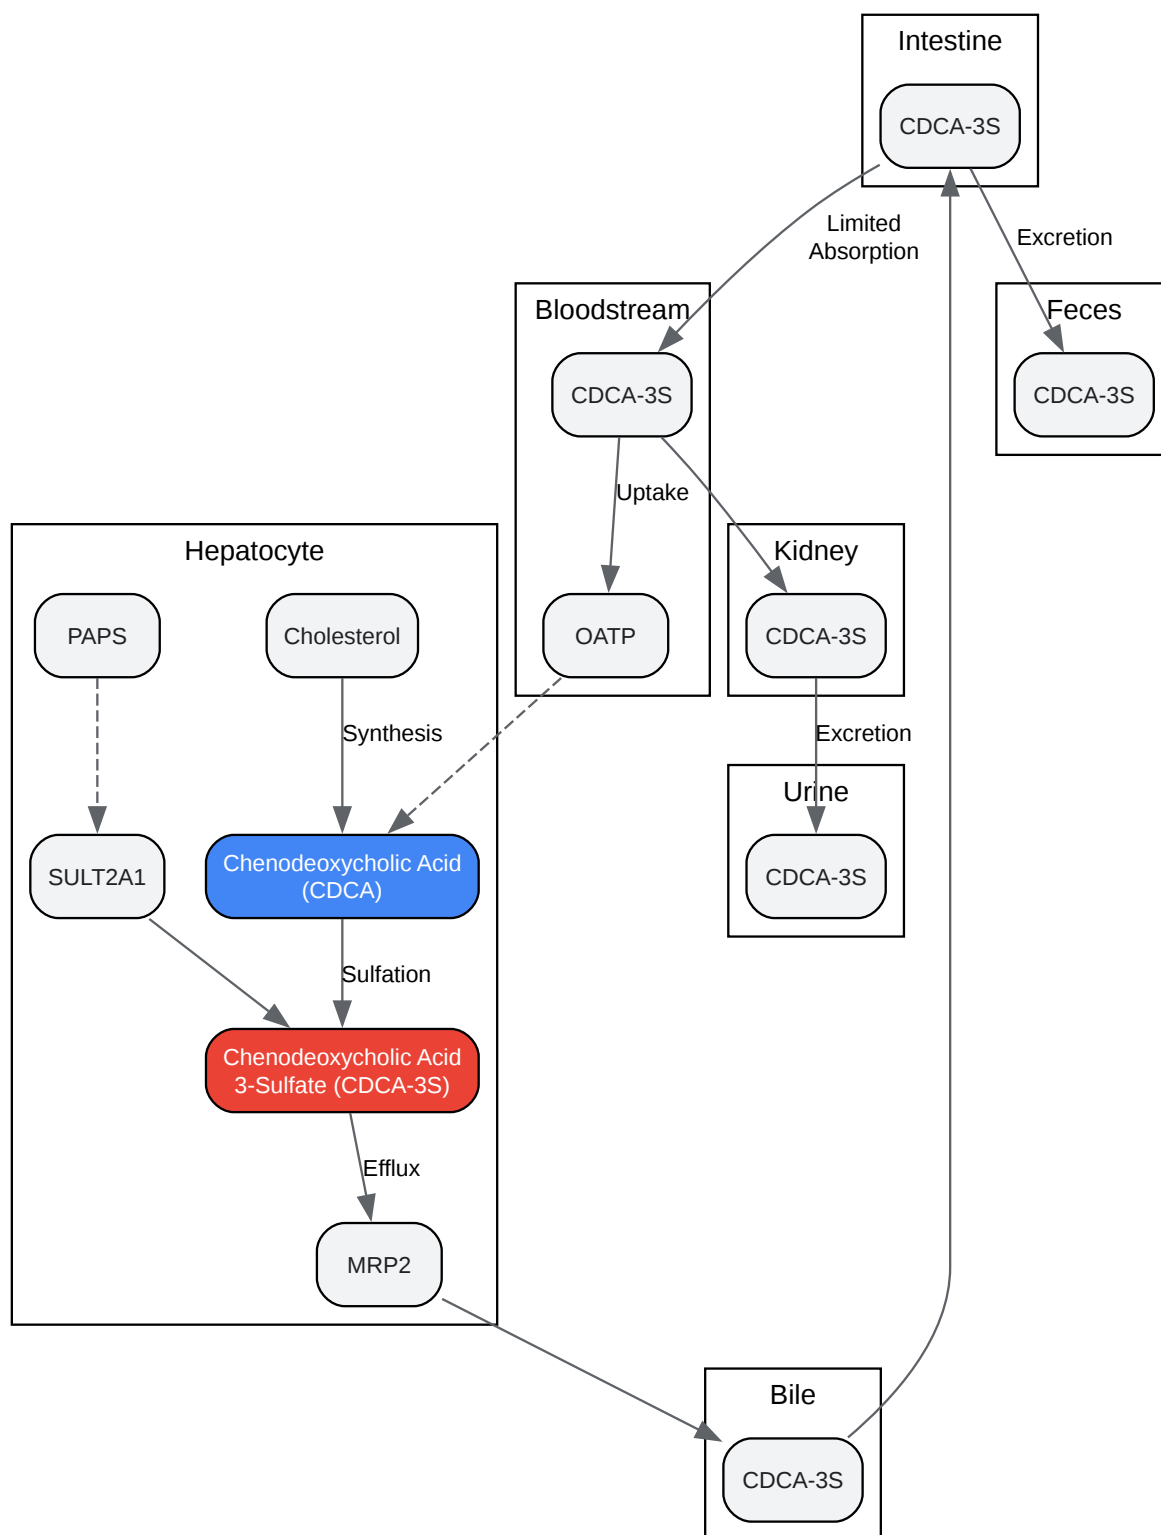 Intestine
CDCA-3S
Limited
Absorption
Excretion
Bloodstream
Feces
CDCA-3S
CDCA-3S
Uptake
Hepatocyte
Kidney
PAPS
Cholesterol
OATP
CDCA-3S
Synthesis
Excretion
Urine
SULT2A1
Chenodeoxycholic Acid
(CDCA)
CDCA-3S
Sulfation
Chenodeoxycholic Acid
3-Sulfate (CDCA-3S)
Efflux
MRP2
Bile
CDCA-3S